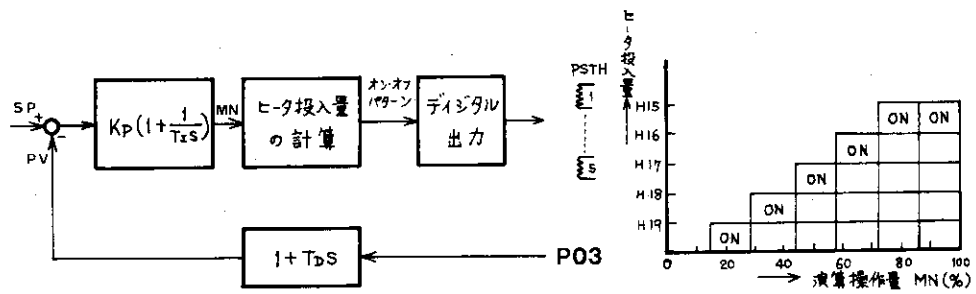 SP
+
PV
KP(1+1/TIS)
MN
ヒータ投入量
の計算
オン・オフ
パターン
ディジタル
出力
1+TDS
P03
PSTH
1
5
ヒータ投入量
H15
H16
H17
H18
H19
ON
ON
ON
ON
ON
ON
0
20
40
60
80
100
演算操作量 MN(%)